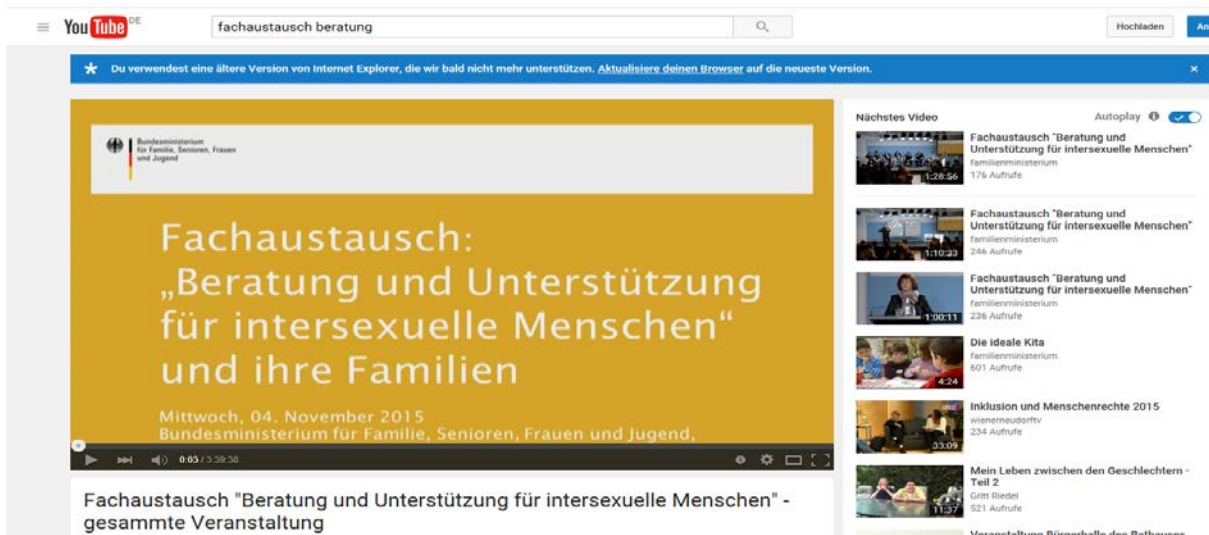 You Tube DE
fachaustausch beratung
Hochladen
An
Du verwendest eine ältere Version von Internet Explorer, die wir bald nicht mehr unterstützen. Aktualisiere deinen Browser auf die neueste Version.
Bundesministerium
für Familie, Senioren, Frauen
und Jugend
Fachaustausch:
„Beratung und Unterstützung
für intersexuelle Menschen“
und ihre Familien
Mittwoch, 04. November 2015
Bundesministerium für Familie, Senioren, Frauen und Jugend,
0:03 / 3:39:38
Fachaustausch "Beratung und Unterstützung für intersexuelle Menschen" -
gesammte Veranstaltung
Nächstes Video
Autoplay
Fachaustausch "Beratung und
Unterstützung für intersexuelle Menschen"
familienministerium
176 Aufrufe
1:28:56
Fachaustausch "Beratung und
Unterstützung für intersexuelle Menschen"
familienministerium
246 Aufrufe
1:10:33
Fachaustausch "Beratung und
Unterstützung für intersexuelle Menschen"
familienministerium
236 Aufrufe
1:00:11
Die ideale Kita
familienministerium
601 Aufrufe
4:24
Inklusion und Menschenrechte 2015
wienerneudorftv
234 Aufrufe
33:09
Mein Leben zwischen den Geschlechtern -
Teil 2
Gritt Riedel
521 Aufrufe
11:37
Veranstaltung Bürgerhalle des Rathauses